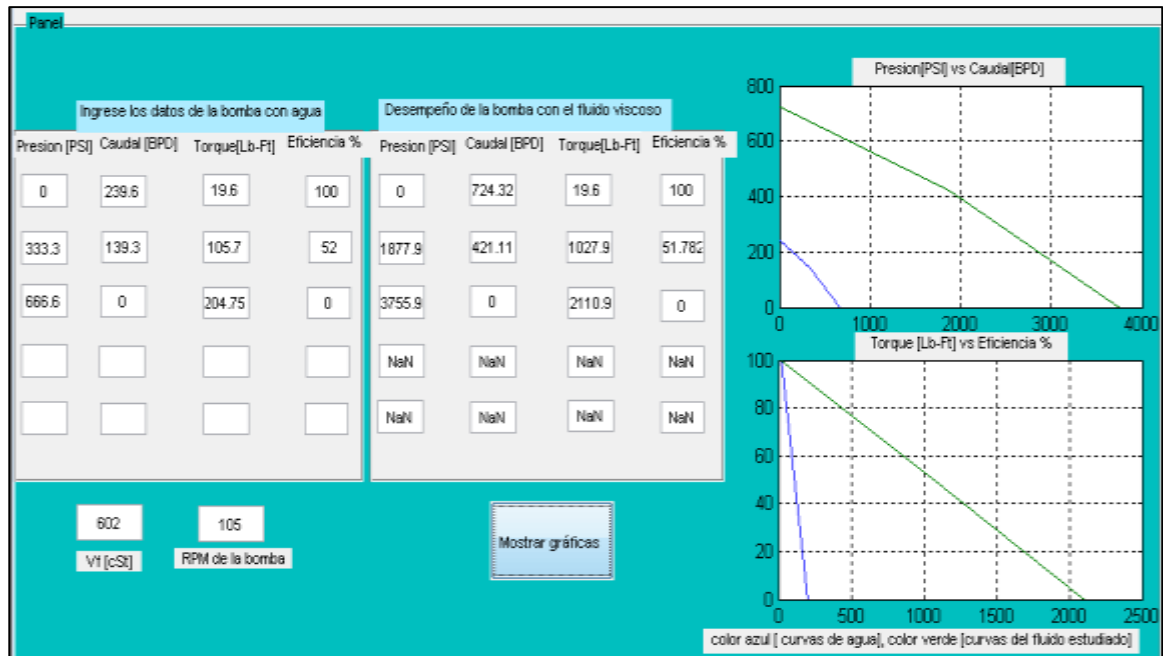 Panel
Ingrese los datos de la bomba con agua
Presion [PSI] Caudal [BPD] Torque[Lb-Ft] Eficiencia %
0 239.6 19.6 100
333.3 139.3 105.7 52
666.6 0 204.75 0
Desempeño de la bomba con el fluido viscoso
Presion [PSI] Caudal [BPD] Torque[Lb-Ft] Eficiencia %
0 724.32 19.6 100
1877.9 421.11 1027.9 51.782
3755.9 0 2110.9 0
NaN NaN NaN NaN
NaN NaN NaN NaN
602 105
Vf [cSt] RPM de la bomba
Mostrar gráficas
Presion[PSI] vs Caudal[BPD]
800
600
400
200
0
0 1000 2000 3000 4000
Torque [Lb-Ft] vs Eficiencia %
100
80
60
40
20
0
0 500 1000 1500 2000 2500
color azul [ curvas de agua], color verde [curvas del fluido estudiado]